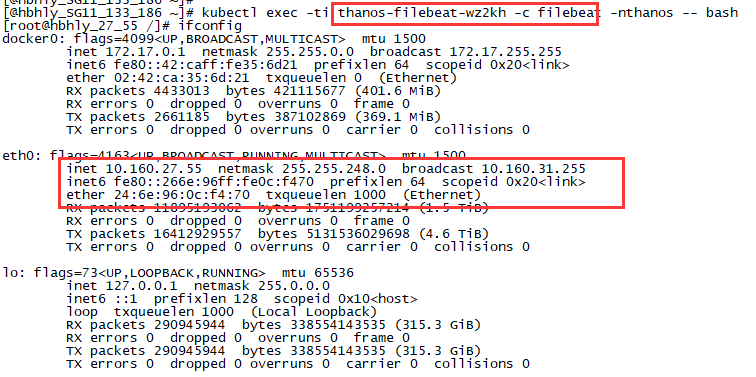 [@hbhly_SG11_133_186 ~]#
[@hbhly_SG11_133_186 ~]# kubectl exec -ti thanos-filebeat-wz2kh -c filebeat -nthanos -- bash
[root@hbhly_27_55 /]# ifconfig
docker0: flags=4099<UP,BROADCAST,MULTICAST>  mtu 1500
inet 172.17.0.1  netmask 255.255.0.0  broadcast 172.17.255.255
inet6 fe80::42:caff:fe35:6d21  prefixlen 64  scopeid 0x20<link>
ether 02:42:ca:35:6d:21  txqueuelen 0  (Ethernet)
RX packets 4433013  bytes 421115677 (401.6 MiB)
RX errors 0  dropped 0  overruns 0  frame 0
TX packets 2661185  bytes 387102869 (369.1 MiB)
TX errors 0  dropped 0 overruns 0  carrier 0  collisions 0
eth0: flags=4163<UP,BROADCAST,RUNNING,MULTICAST>  mtu 1500
inet 10.160.27.55  netmask 255.255.248.0  broadcast 10.160.31.255
inet6 fe80::266e:96ff:fe0c:f470  prefixlen 64  scopeid 0x20<link>
ether 24:6e:96:0c:f4:70  txqueuelen 1000  (Ethernet)
RX packets bytes (1.5 TiB)
RX errors 0  dropped 0  overruns 0  frame 0
TX packets 16412929557  bytes 5131536029698 (4.6 TiB)
TX errors 0  dropped 0 overruns 0  carrier 0  collisions 0
lo: flags=73<UP,LOOPBACK,RUNNING>  mtu 65536
inet 127.0.0.1  netmask 255.0.0.0
inet6 ::1  prefixlen 128  scopeid 0x10<host>
loop  txqueuelen 1000  (Local Loopback)
RX packets 290945944  bytes 338554143535 (315.3 GiB)
RX errors 0  dropped 0  overruns 0  frame 0
TX packets 290945944  bytes 338554143535 (315.3 GiB)
TX errors 0  dropped 0 overruns 0  carrier 0  collisions 0